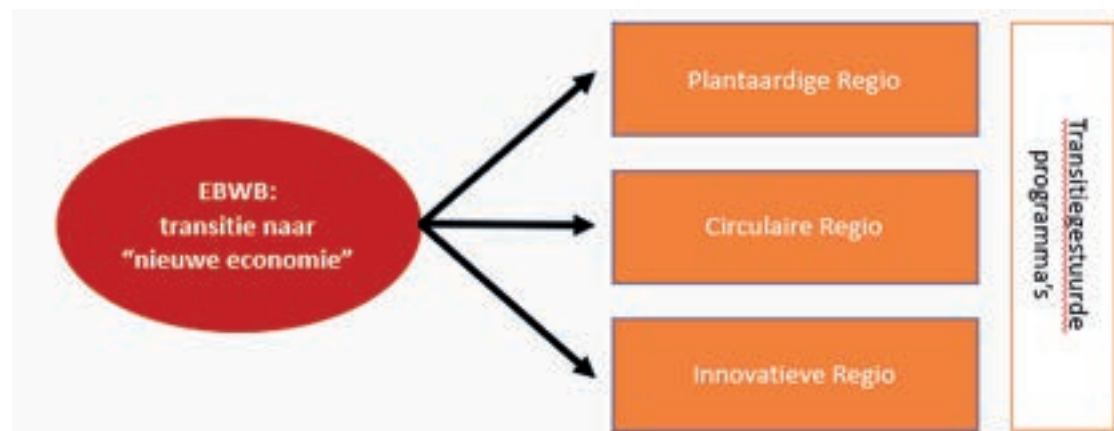 EBWB:
transitie naar
“nieuwe economie”
Plantaardige Regio
Circulaire Regio
Innovatieve Regio
Transitiegestuurde
programma's